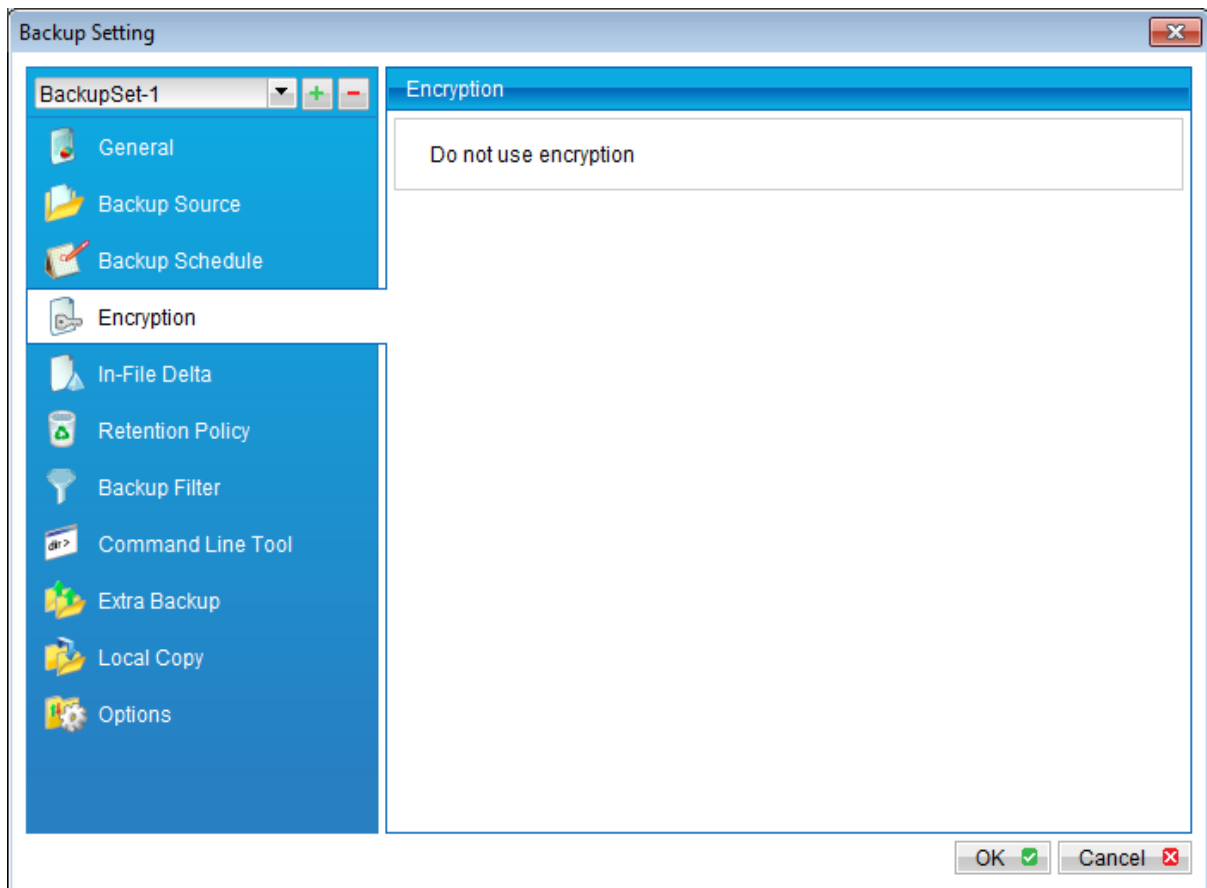 Backup Setting
BackupSet-1
General
Backup Source
Backup Schedule
Encryption
In-File Delta
Retention Policy
Backup Filter
dir>
Command Line Tool
Extra Backup
Local Copy
Options
Encryption
Do not use encryption
OK
Cancel